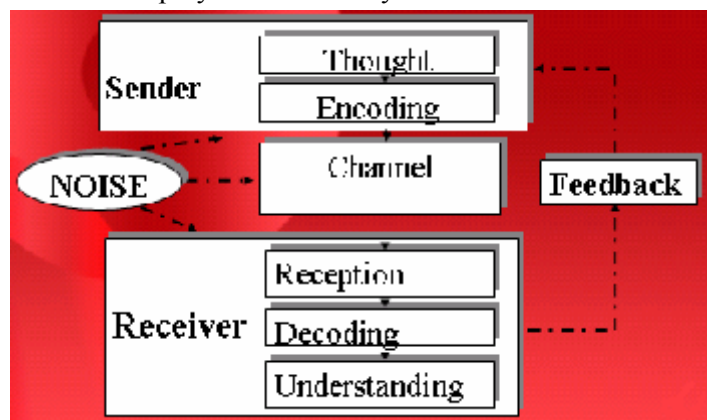 Thought
Sender
Encoding
Channel
NOISE
Feedback
Reception
Receiver
Decoding
Understanding